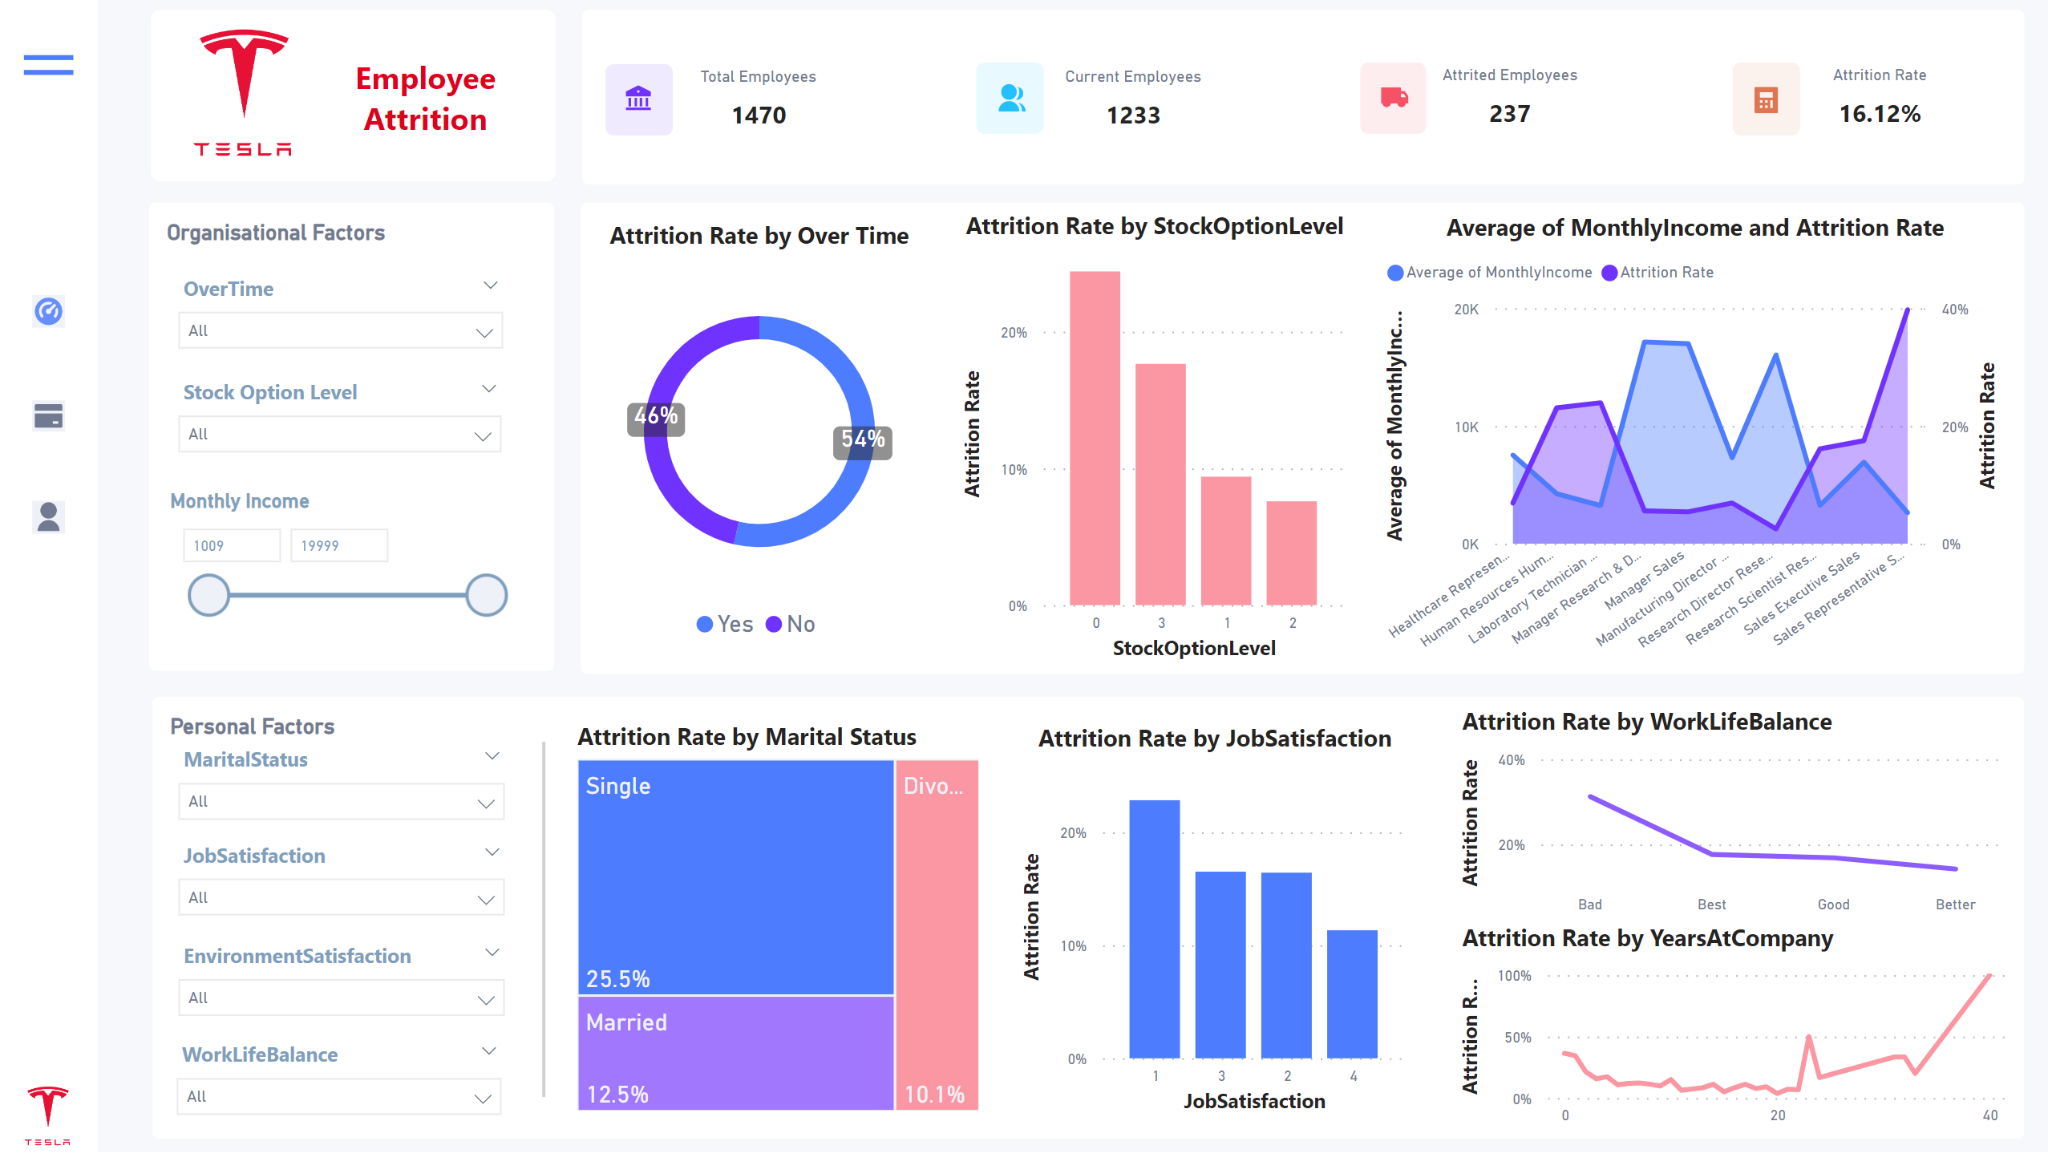 TESLA
Employee
Attrition
Total Employees
1470
Current Employees
1233
Attrited Employees
237
Attrition Rate
16.12%
Organisational Factors
OverTime
All
Stock Option Level
All
Monthly Income
1009
19999
Attrition Rate by Over Time
46%
54%
Yes
No
Attrition Rate by StockOptionLevel
Attrition Rate
20%
10%
0%
0
3
1
2
StockOptionLevel
Average of MonthlyIncome and Attrition Rate
Average of MonthlyIncome
Attrition Rate
Average of MonthlyInc...
20K
10K
0K
40%
20%
0%
Attrition Rate
Healthcare Represen...
Human Resources Hum...
Laboratory Technician ...
Manager Research & D...
Manager Sales
Manufacturing Director ...
Research Director Rese...
Research Scientist Res...
Sales Executive Sales
Sales Representative S...
Personal Factors
MaritalStatus
All
JobSatisfaction
All
EnvironmentSatisfaction
All
WorkLifeBalance
All
Attrition Rate by Marital Status
Single
25.5%
Married
12.5%
Divo...
10.1%
Attrition Rate by JobSatisfaction
Attrition Rate
20%
10%
0%
1
3
2
4
JobSatisfaction
Attrition Rate by WorkLifeBalance
Attrition Rate
40%
20%
Bad
Best
Good
Better
Attrition Rate by YearsAtCompany
Attrition R...
100%
50%
0%
0
20
40
TESLA